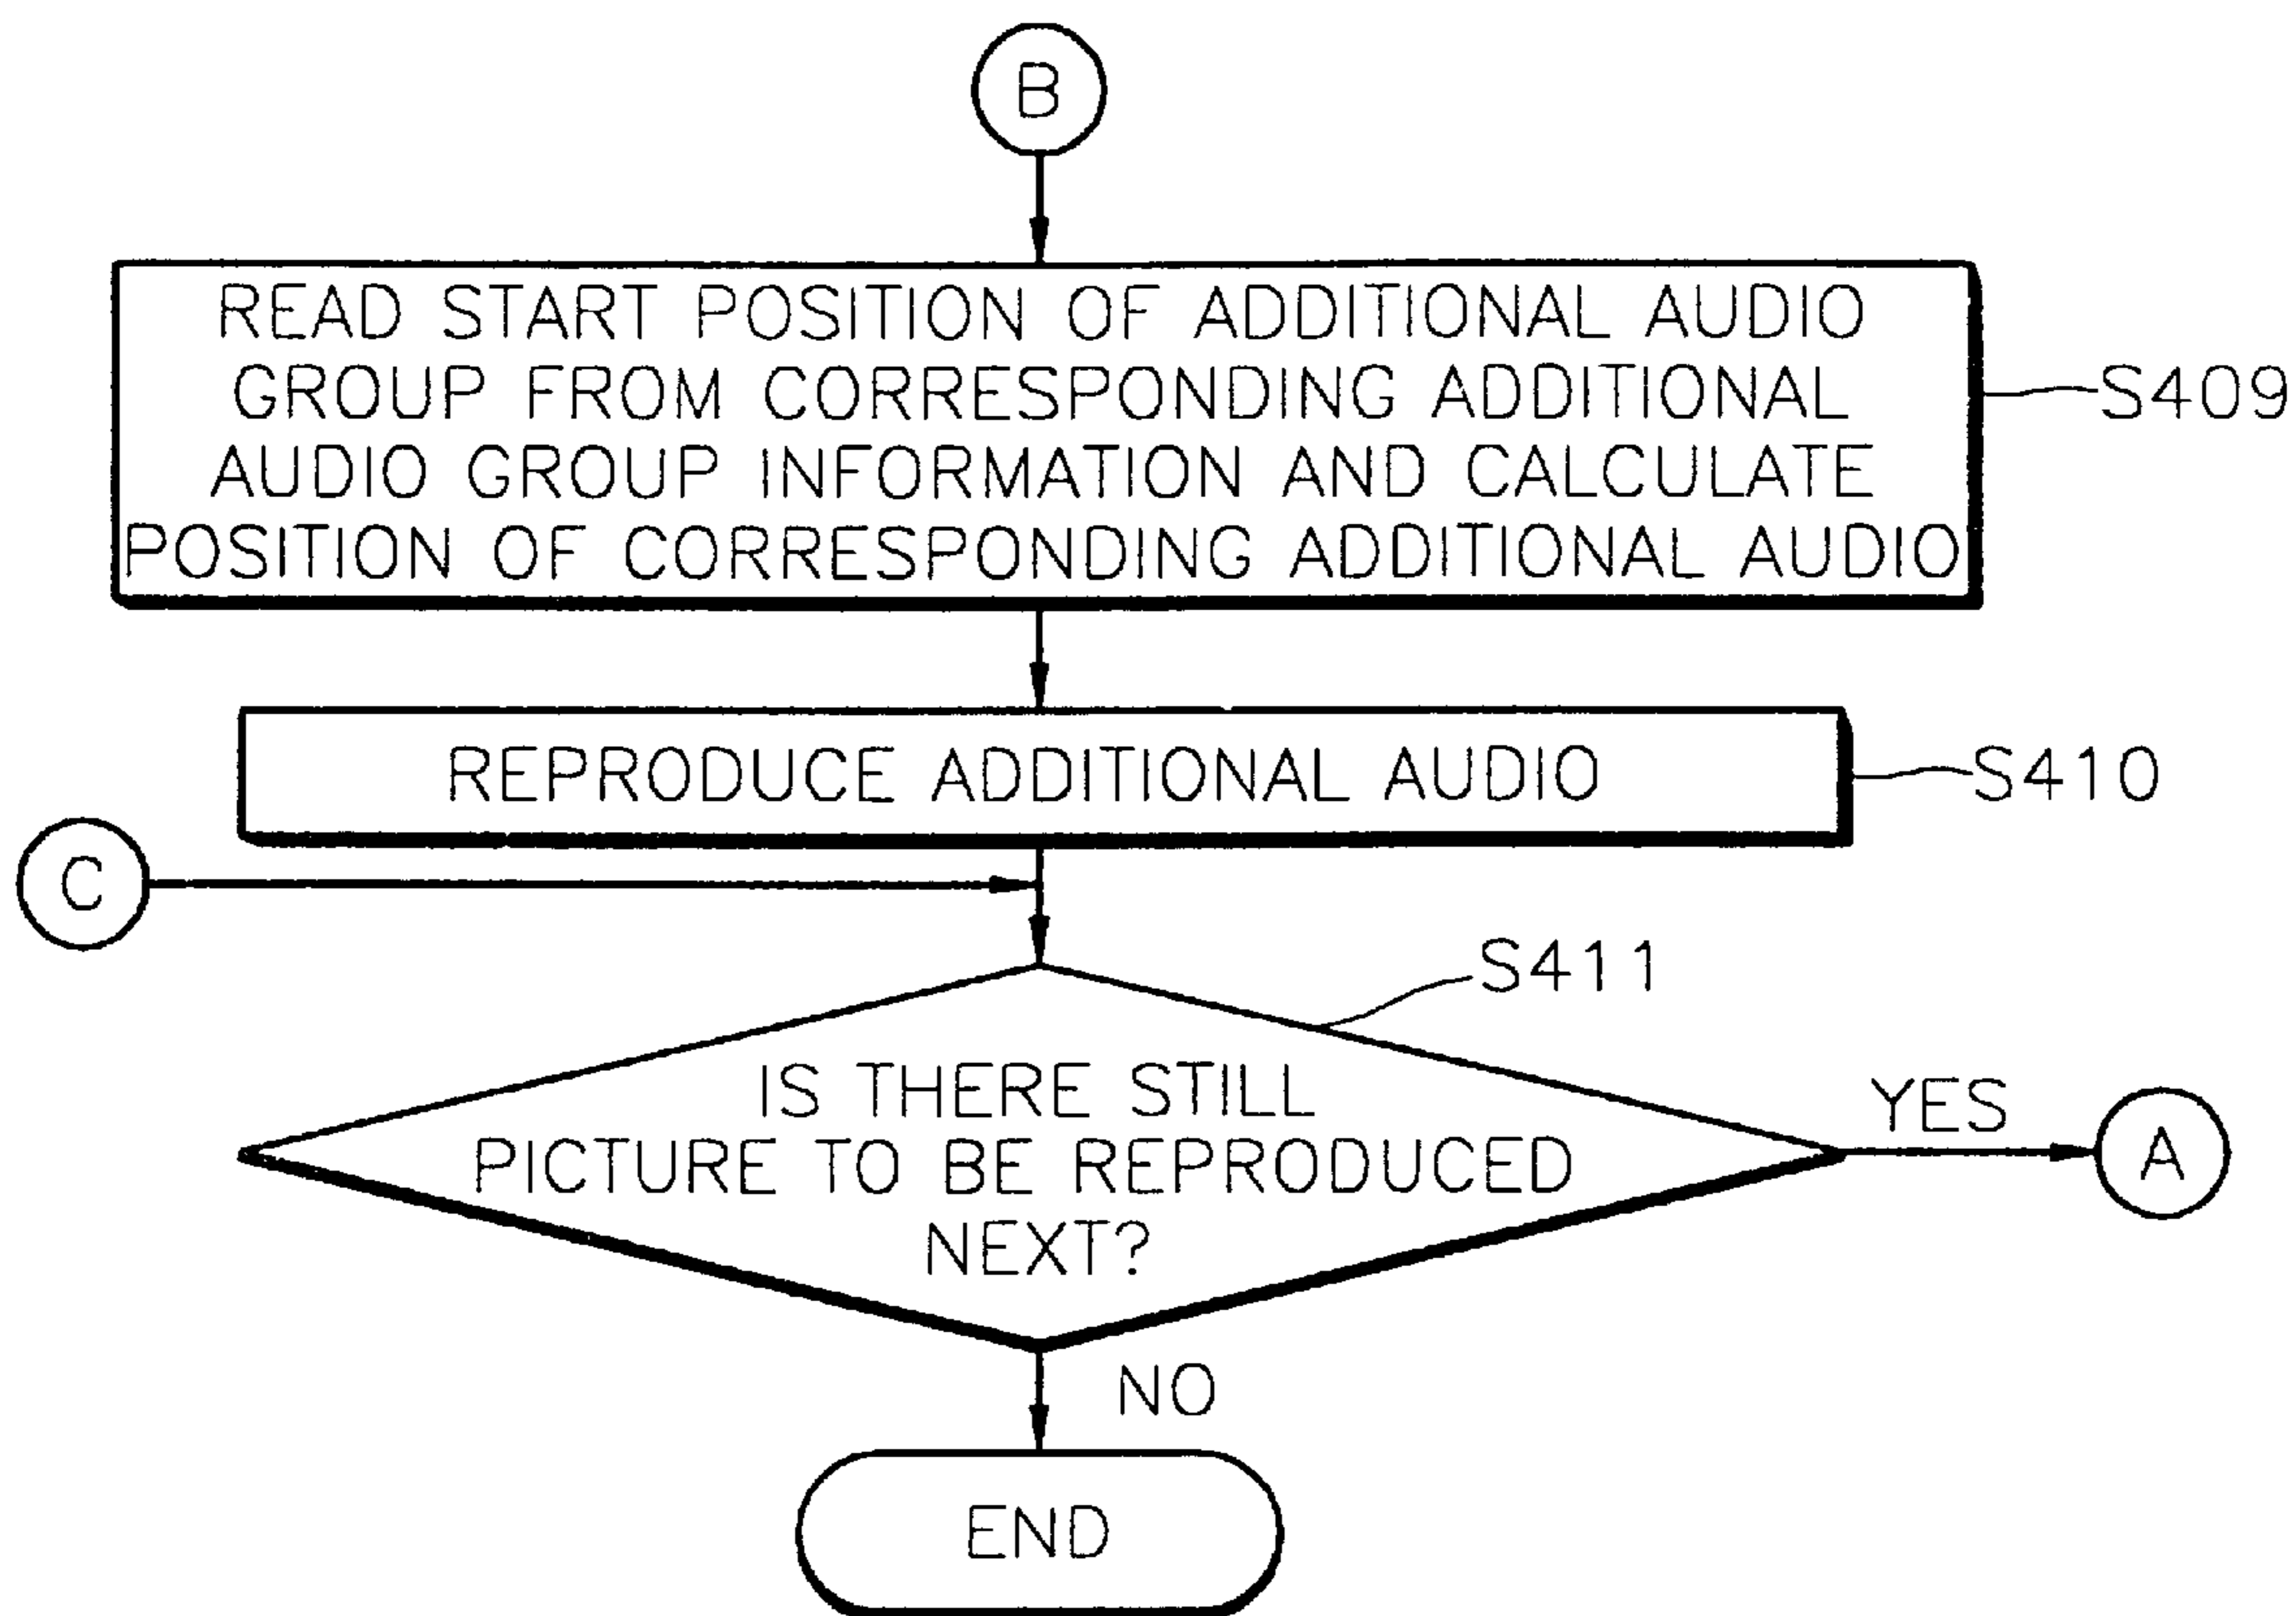 B
READ START POSITION OF ADDITIONAL AUDIO
GROUP FROM CORRESPONDING ADDITIONAL
AUDIO GROUP INFORMATION AND CALCULATE
POSITION OF CORRESPONDING ADDITIONAL AUDIO
S409
REPRODUCE ADDITIONAL AUDIO
S410
C
S411
IS THERE STILL
PICTURE TO BE REPRODUCED
NEXT?
YES
A
NO
END